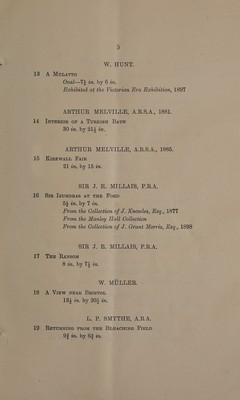 5
W. HUNT.
13 A MULATTO
Oval—7½ in. by 6 in.
Exhibited at the Victorian Era Exhibition, 1897
ARTHUR MELVILLE, A.R.S.A., 1881.
14 INTERIOR OF A TURKISH BATH
30 in. by 21½ in.
ARTHUR MELVILLE, A.R.S.A., 1885.
15 KIRKWALL FAIR
21 in. by 15 in.
SIR J. E. MILLAIS, P.R.A.
16 SIR ISUMBRAS AT THE FORD
5½ in. by 7 in.
From the Collection of J. Knowles, Esq., 1877
From the Manley Hall Collection
From the Collection of J. Grant Morris, Esq., 1898
SIR J. E. MILLAIS, P.R.A.
17 THE RANSOM
8 in. by 7½ in.
W. MÜLLER.
18 A VIEW NEAR BRISTOL
13½ in. by 20½ in.
L. P. SMYTHE, A.R.A.
19 RETURNING FROM THE BLEACHING FIELD
9¾ in. by 6¾ in.